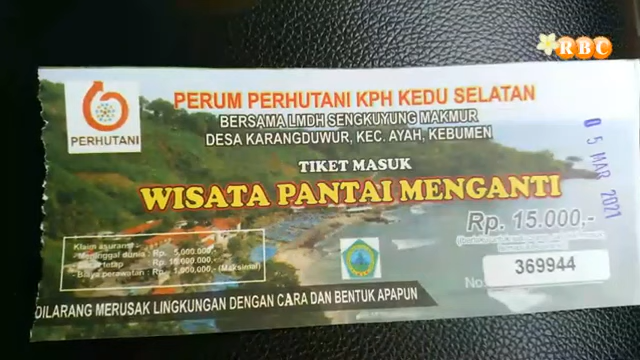 RBC
PERUM PERHUTANI KPH KEDU SELATAN
BERSAMA LMDH SENGKUYUNG MAKMUR
DESA KARANGDUWUR, KEC. AYAH, KEBUMEN
PERHUTANI
TIKET MASUK
WISATA PANTAI MENGANTI
05 MAR 2021
Rp. 15.000,-
Klaim asuransi
Meninggal dunia : Rp. 5.000.000,-
tetap : Rp. 10.000.000,-
Biaya perawatan : Rp. 1.000.000,- (Maksimal)
No. 369944
DILARANG MERUSAK LINGKUNGAN DENGAN CARA DAN BENTUK APAPUN